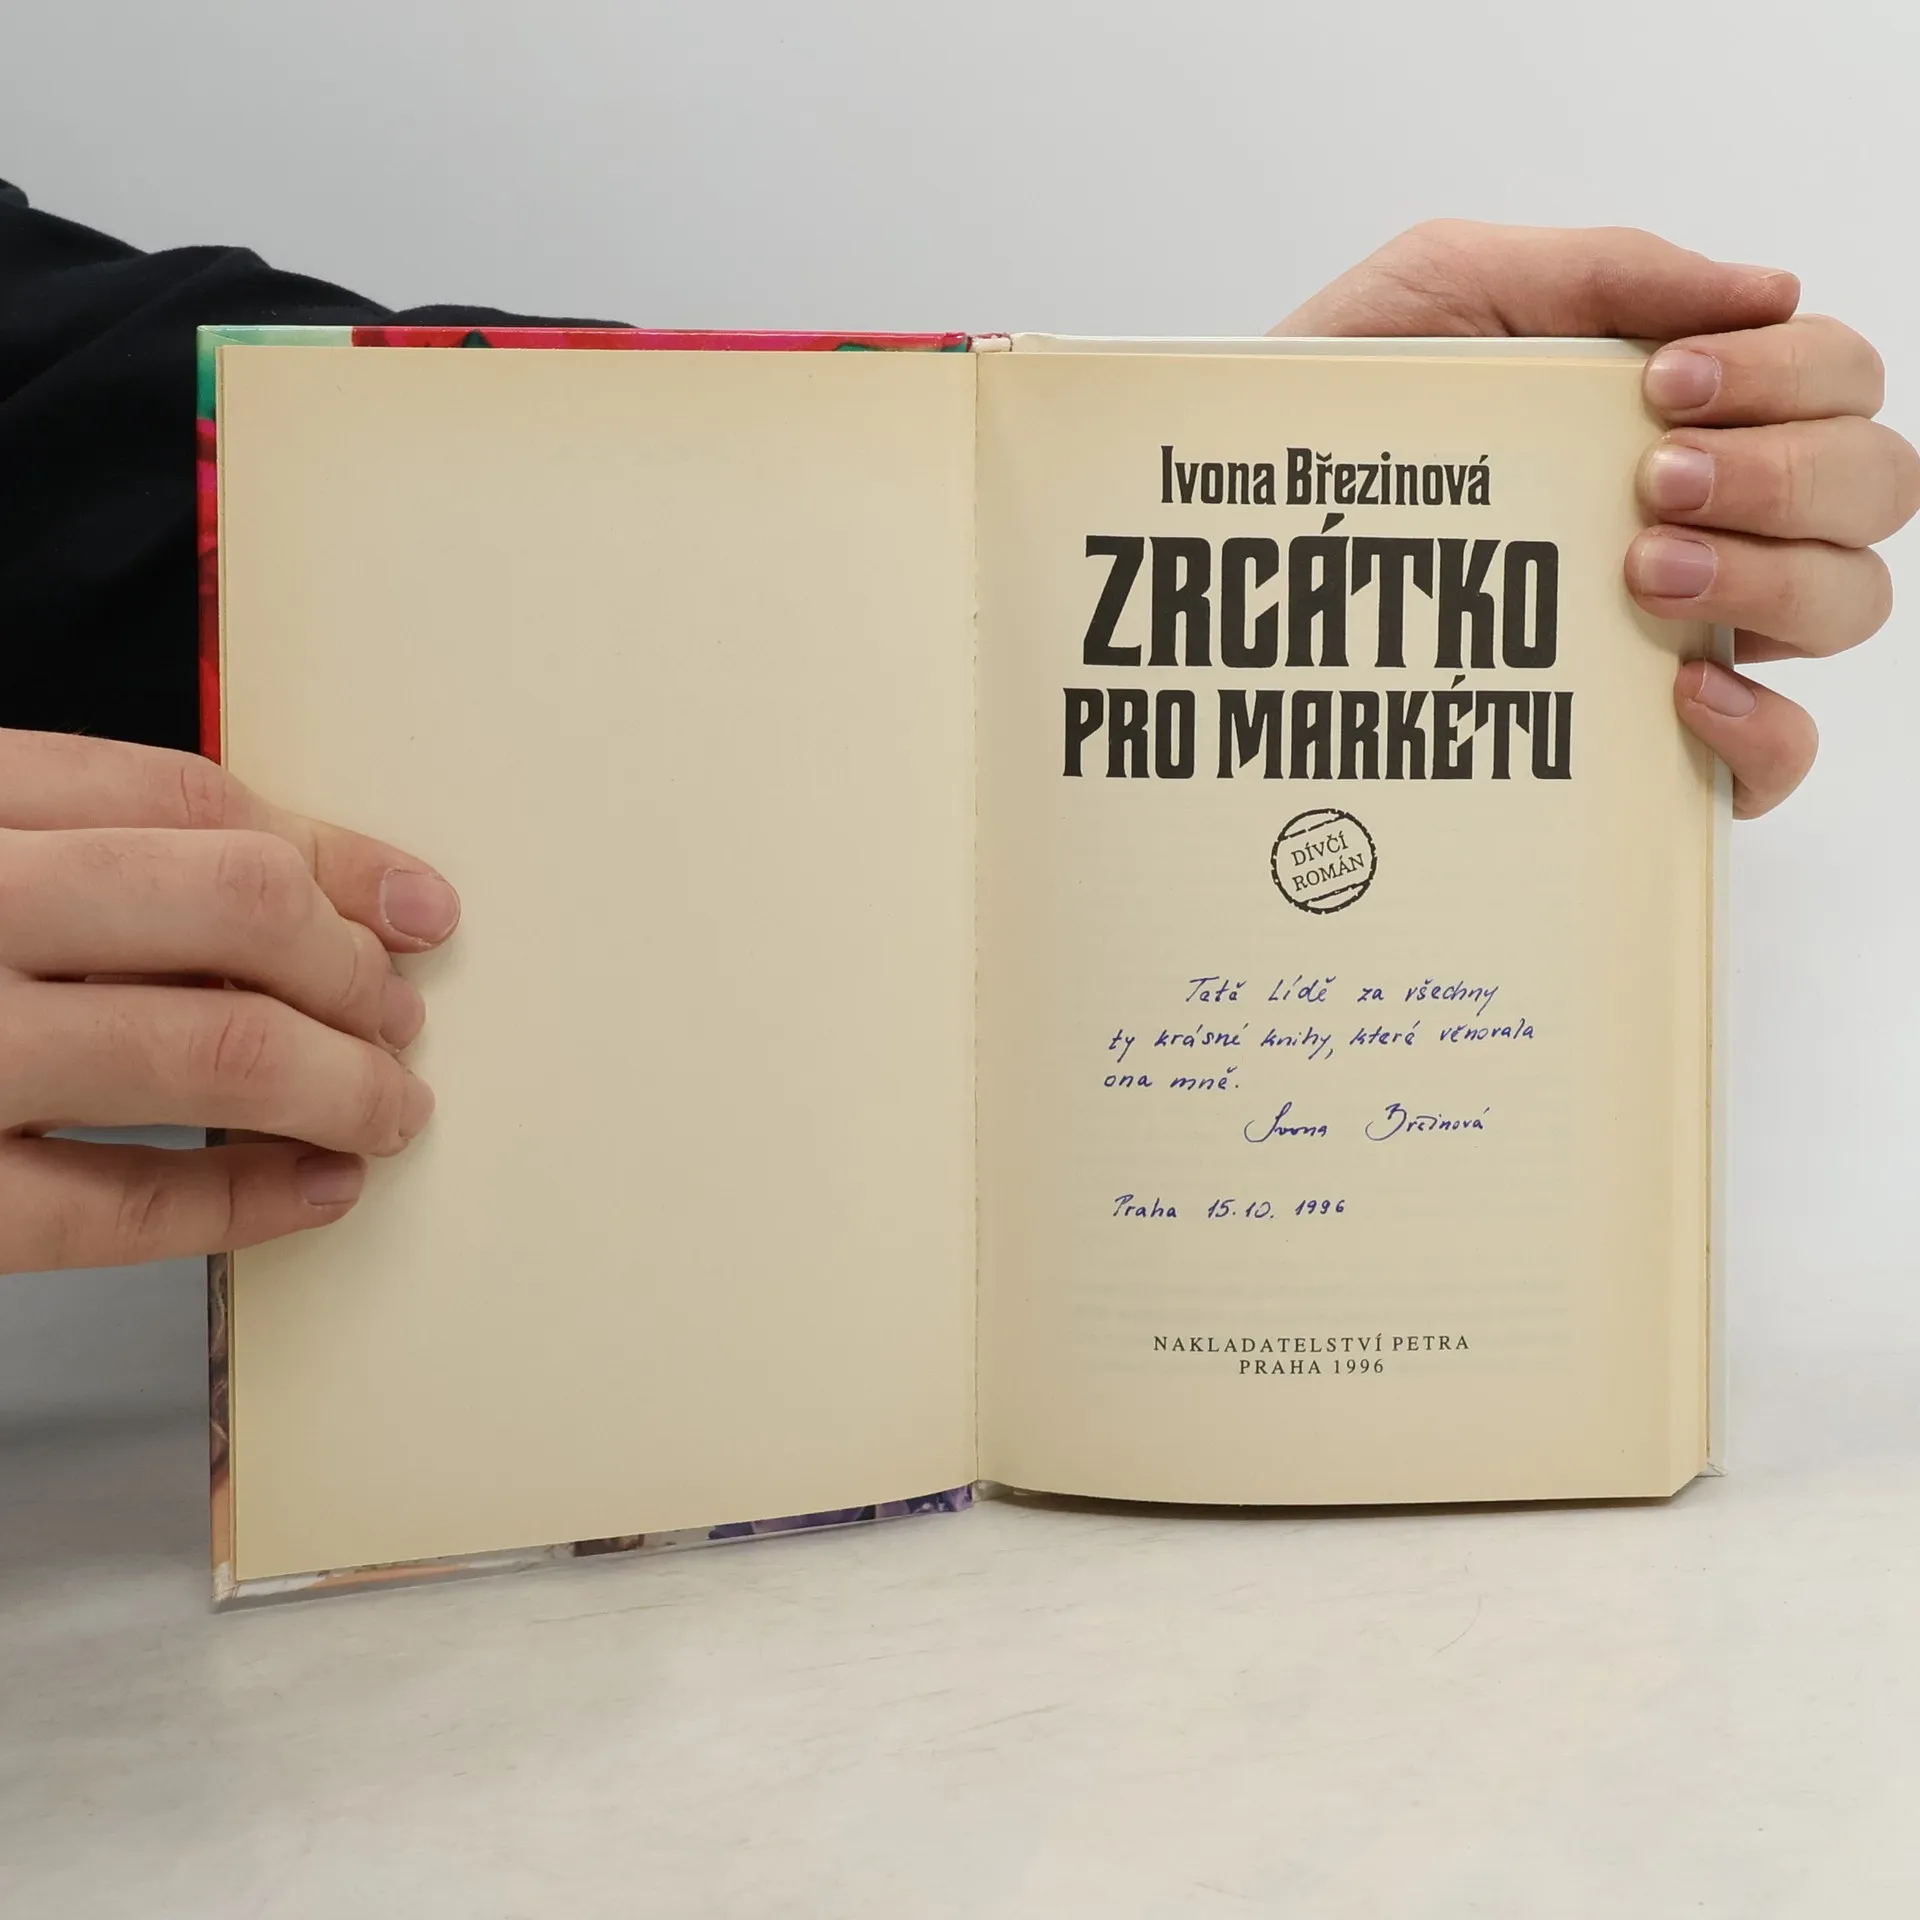 Ivona Březinová
ZRCÁTKO
PRO MARKÉTU
DÍVČÍ
ROMÁN
Tetě Lídě za všechny
ty krásné knihy, které věnovala
ona mně.
Ivona Březinová
Praha 15.10. 1996
NAKLADATELSTVÍ PETRA
PRAHA 1996